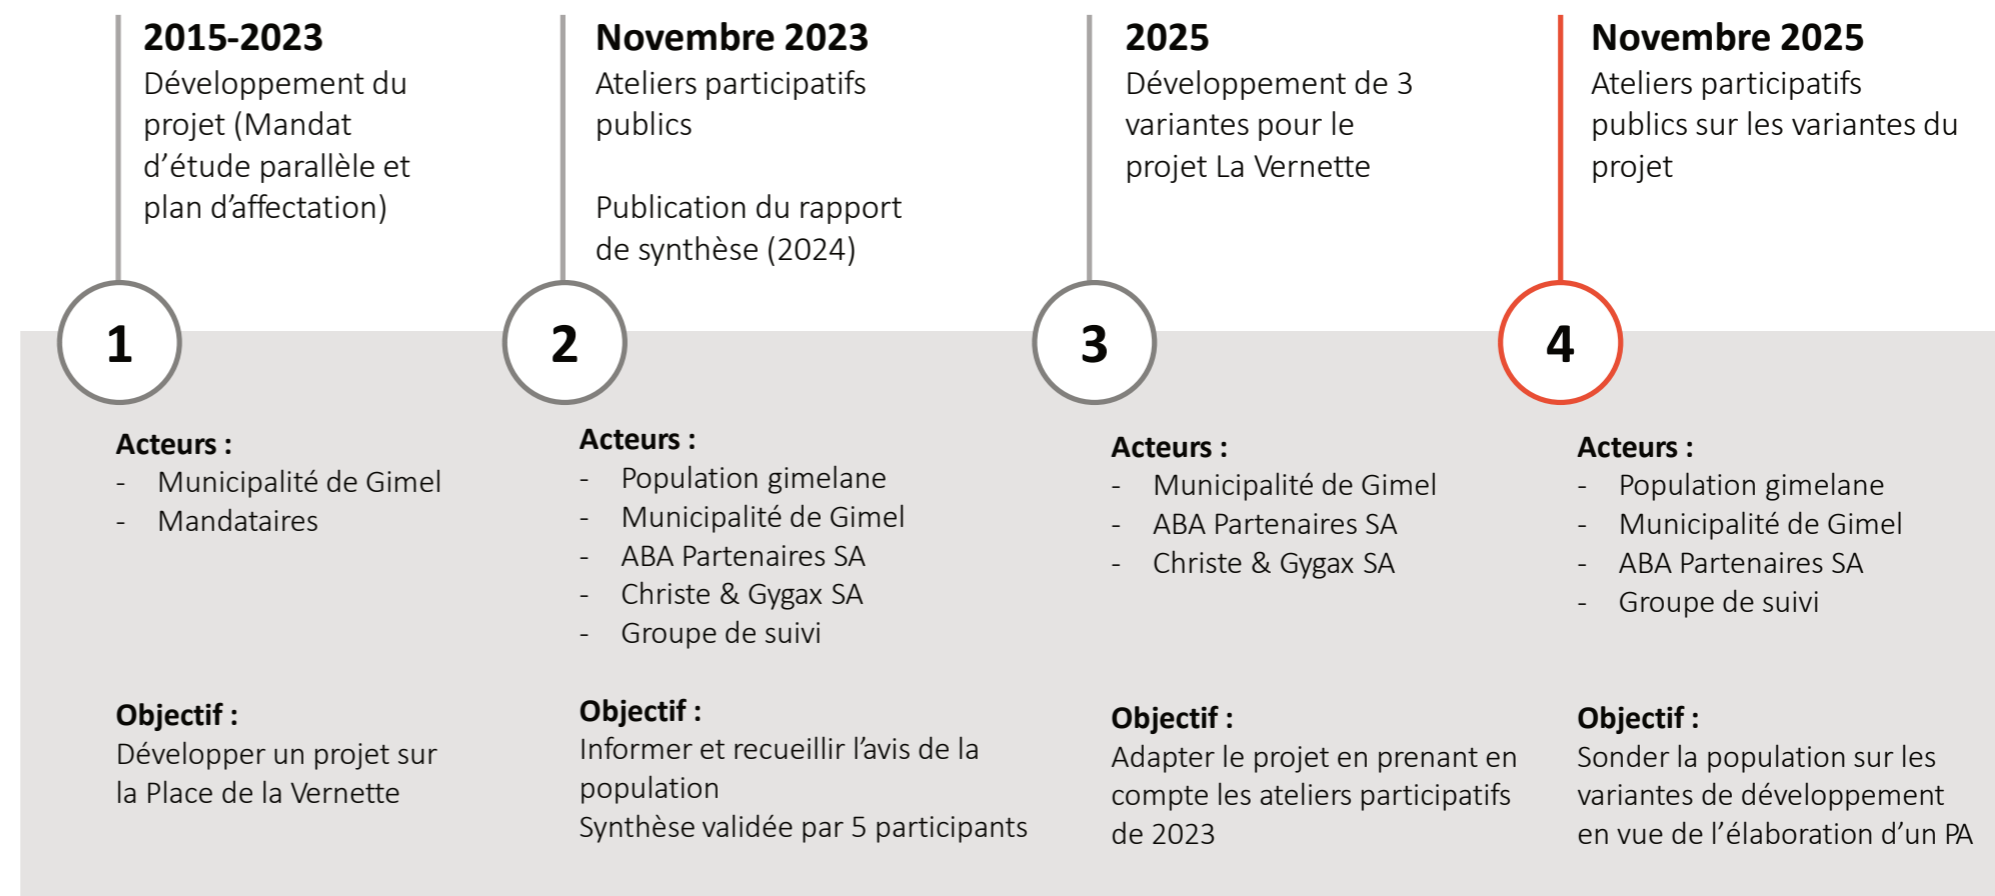 2015-2023
Développement du
projet (Mandat
d’étude parallèle et
plan d’affectation)
Novembre 2023
Ateliers participatifs
publics
Publication du rapport
de synthèse (2024)
2025
Développement de 3
variantes pour le
projet La Vernette
Novembre 2025
Ateliers participatifs
publics sur les variantes du
projet
1
2
3
4
Acteurs :
- Municipalité de Gimel
- Mandataires
Objectif :
Développer un projet sur
la Place de la Vernette
Acteurs :
- Population gimelane
- Municipalité de Gimel
- ABA Partenaires SA
- Christe & Gygax SA
- Groupe de suivi
Objectif :
Informer et recueillir l’avis de la
population
Synthèse validée par 5 participants
Acteurs :
- Municipalité de Gimel
- ABA Partenaires SA
- Christe & Gygax SA
Objectif :
Adapter le projet en prenant en
compte les ateliers participatifs
de 2023
Acteurs :
- Population gimelane
- Municipalité de Gimel
- ABA Partenaires SA
- Groupe de suivi
Objectif :
Sonder la population sur les
variantes de développement
en vue de l’élaboration d’un PA